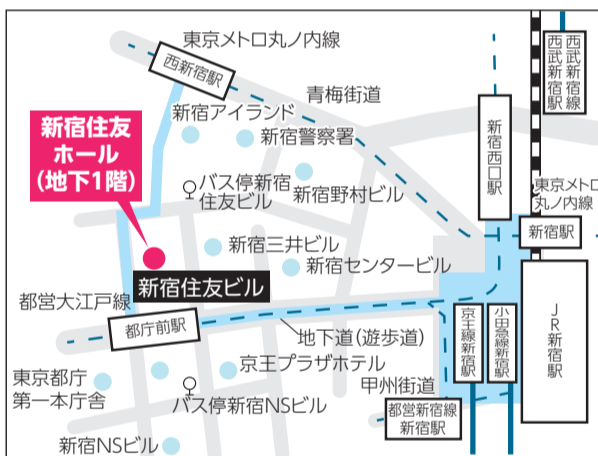 東京メトロ丸ノ内線
西新宿駅
青梅街道
西武新宿線
西武新宿駅
新宿アイランド
新宿警察署
新宿西口駅
新宿住友
ホール
(地下1階)
バス停新宿
住友ビル
新宿野村ビル
東京メトロ
丸ノ内線
新宿駅
新宿三井ビル
新宿センタービル
新宿住友ビル
都営大江戸線
都庁前駅
地下道(遊歩道)
京王線新宿駅
小田急線新宿駅
JR新宿駅
東京都庁
第一本庁舎
京王プラザホテル
甲州街道
バス停新宿NSビル
都営新宿線
新宿駅
新宿NSビル